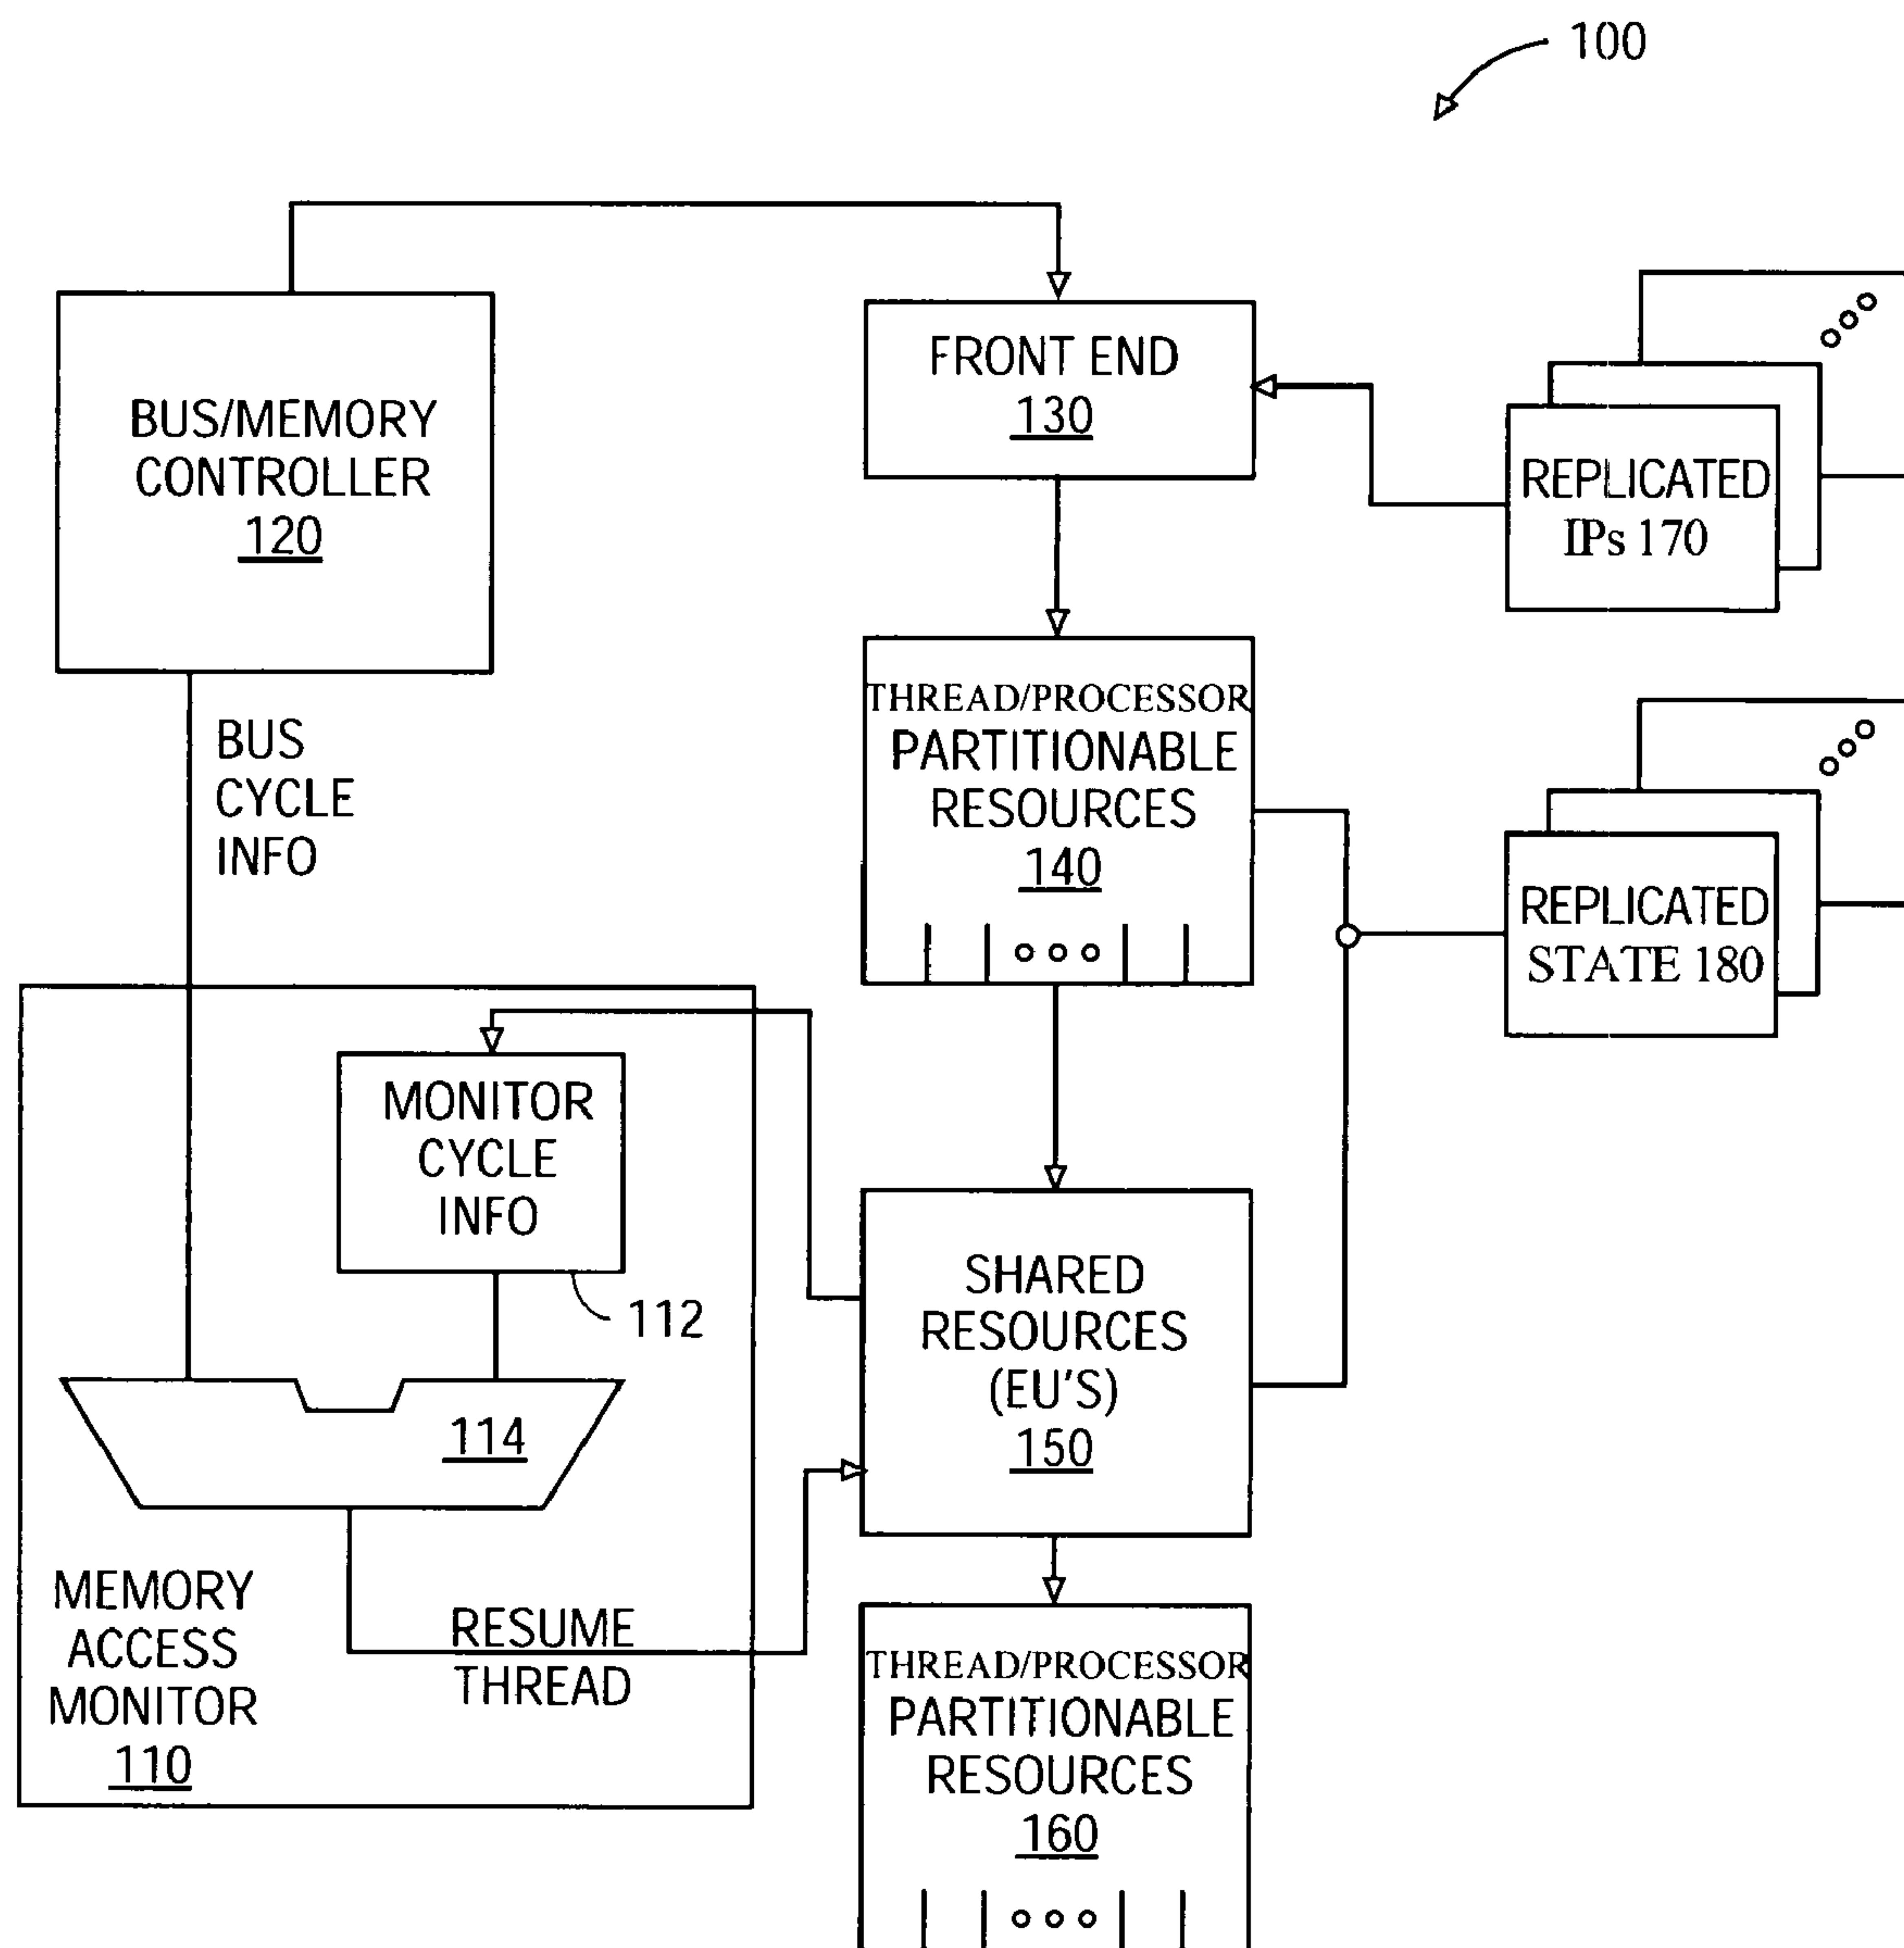 100
FRONT END
130
BUS/MEMORY
CONTROLLER
120
REPLICATED
IPs 170
THREAD/PROCESSOR
PARTITIONABLE
RESOURCES
140
BUS
CYCLE
INFO
REPLICATED
STATE 180
MONITOR
CYCLE
INFO
112
SHARED
RESOURCES
(EU'S)
150
114
MEMORY
ACCESS
MONITOR
110
RESUME
THREAD
THREAD/PROCESSOR
PARTITIONABLE
RESOURCES
160